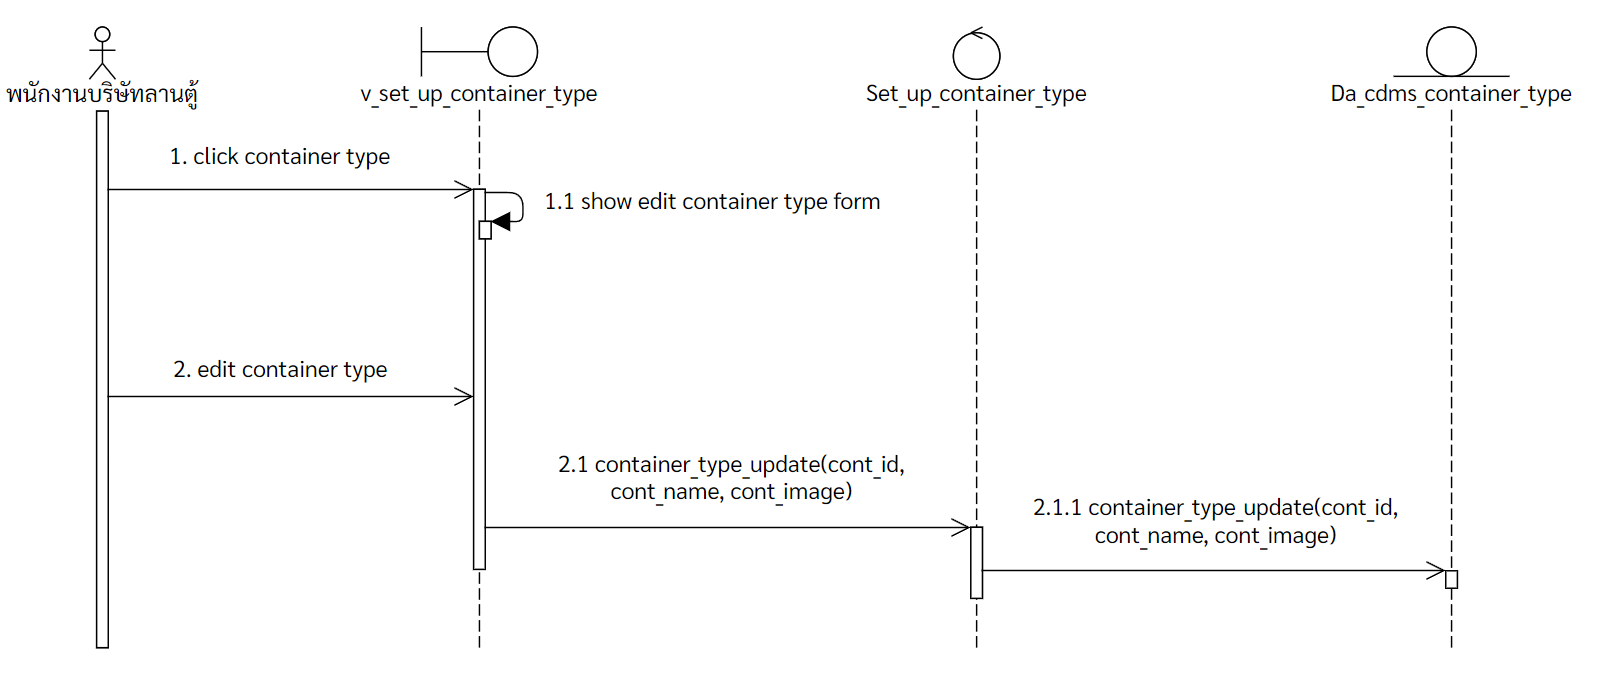 พนักงานบริษัทลานตู้
v_set_up_container_type
Set_up_container_type
Da_cdms_container_type
1. click container type
1.1 show edit container type form
2. edit container type
2.1 container_type_update(cont_id,
cont_name, cont_image)
2.1.1 container_type_update(cont_id,
cont_name, cont_image)